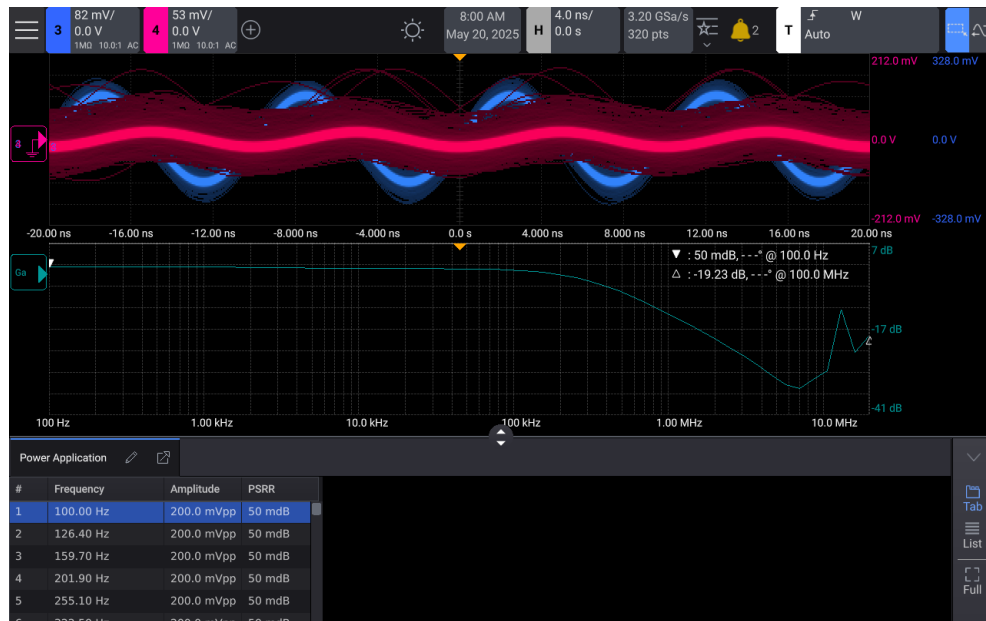 3 82 mV/ 0.0 V 1MΩ 10.0:1 AC
4 53 mV/ 0.0 V 1MΩ 10.0:1 AC
8:00 AM
May 20, 2025
H 4.0 ns/ 0.0 s
3.20 GSa/s
320 pts
2
T W
Auto
212.0 mV 328.0 mV
0.0 V 0.0 V
-212.0 mV -328.0 mV
-20.00 ns -16.00 ns -12.00 ns -8.000 ns -4.000 ns 0.0 s 4.000 ns 8.000 ns 12.00 ns 16.00 ns 20.00 ns
7 dB
▼ : 50 mdB, ---° @ 100.0 Hz
Ga
△ : -19.23 dB, ---° @ 100.0 MHz
-17 dB
-41 dB
100 Hz 1.00 kHz 10.0 kHz 100 kHz 1.00 MHz 10.0 MHz
Power Application
# Frequency Amplitude PSRR
1 100.00 Hz 200.0 mVpp 50 mdB
2 126.40 Hz 200.0 mVpp 50 mdB
3 159.70 Hz 200.0 mVpp 50 mdB
4 201.90 Hz 200.0 mVpp 50 mdB
5 255.10 Hz 200.0 mVpp 50 mdB
Tab
List
Full